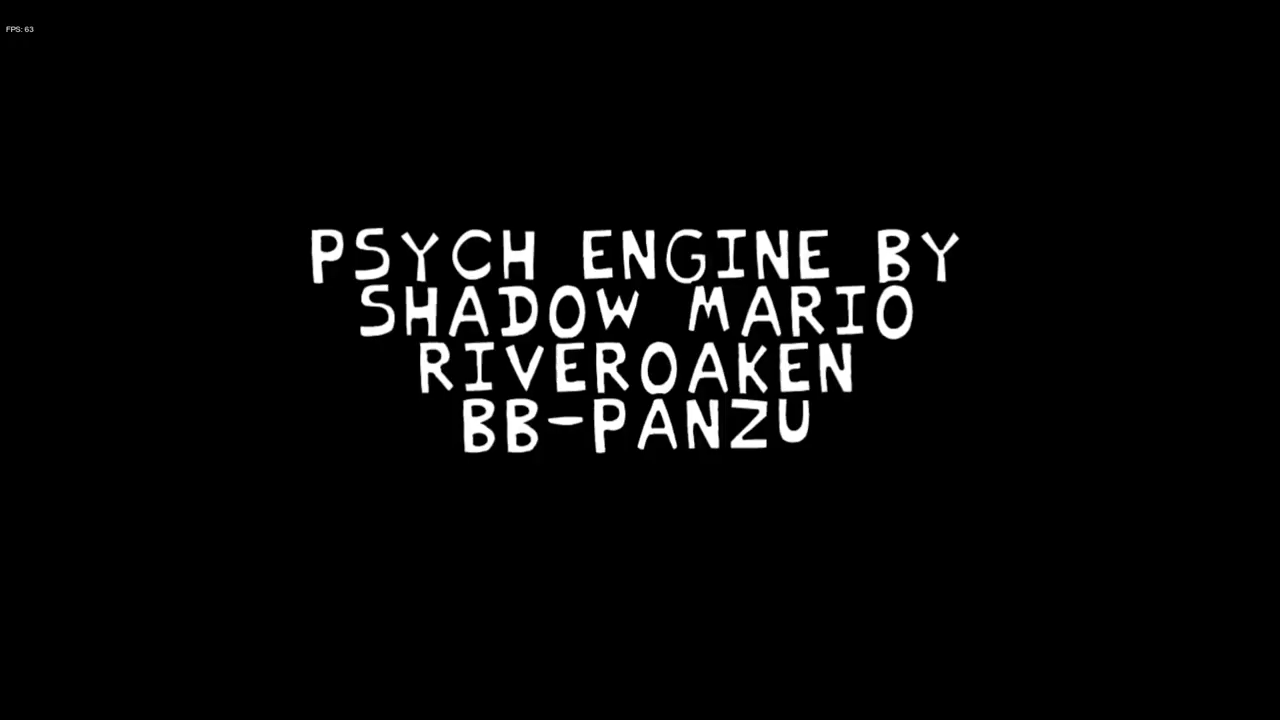 FPS: 63
PSYCH ENGINE BY
SHADOW MARIO
RIVEROAKEN
BB-PANZU